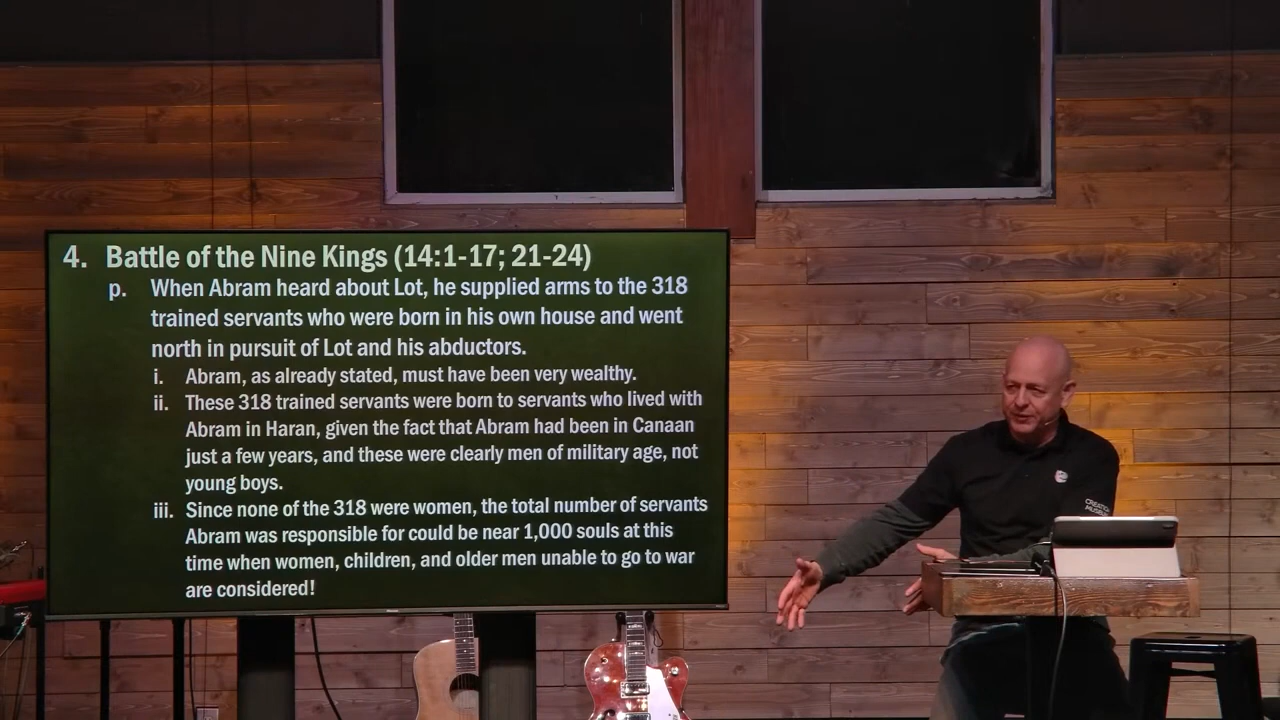 4. Battle of the Nine Kings (14:1-17; 21-24)
p. When Abram heard about Lot, he supplied arms to the 318
trained servants who were born in his own house and went
north in pursuit of Lot and his abductors.
i. Abram, as already stated, must have been very wealthy.
ii. These 318 trained servants were born to servants who lived with
Abram in Haran, given the fact that Abram had been in Canaan
just a few years, and these were clearly men of military age, not
young boys.
iii. Since none of the 318 were women, the total number of servants
Abram was responsible for could be near 1,000 souls at this
time when women, children, and older men unable to go to war
are considered!
CREATION
MUSEUM